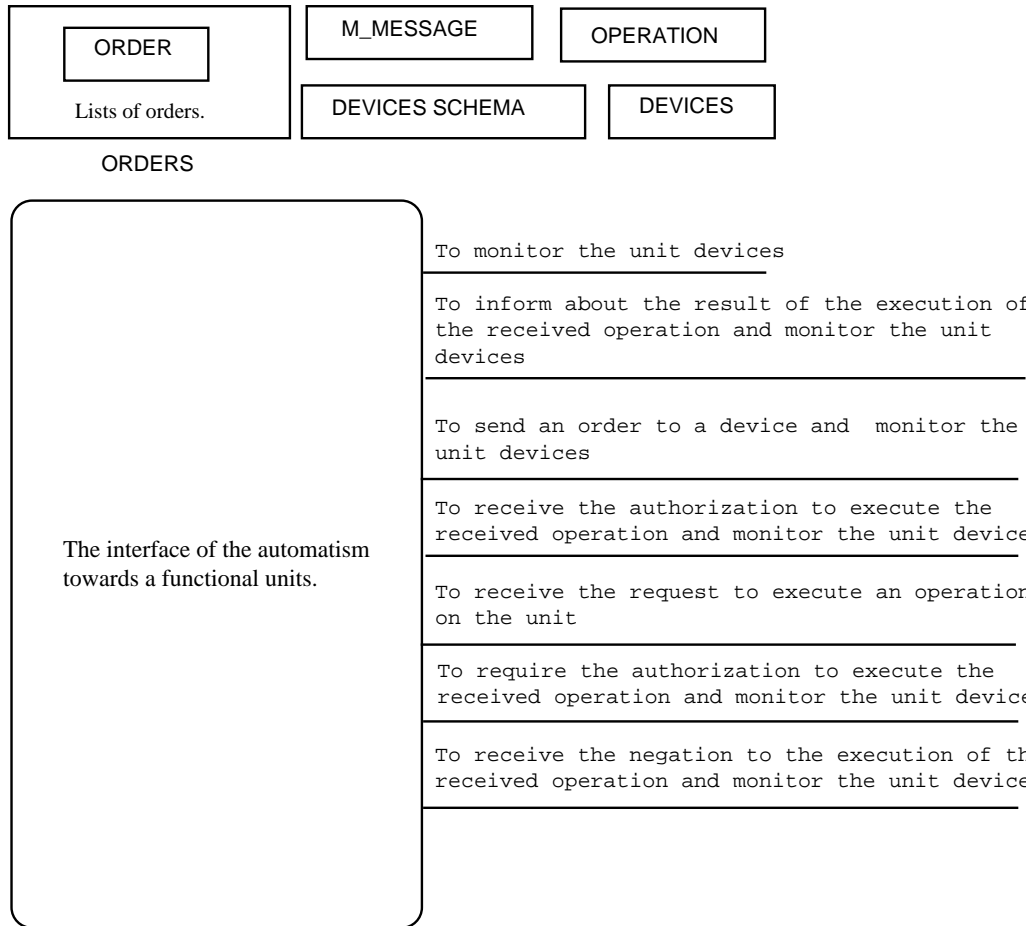 ORDER
Lists of orders.
ORDERS
M_MESSAGE
OPERATION
DEVICES SCHEMA
DEVICES
The interface of the automatism
towards a functional units.
To monitor the unit devices
To inform about the result of the execution of
the received operation and monitor the unit
devices
To send an order to a device and monitor the
unit devices
To receive the authorization to execute the
received operation and monitor the unit device
To receive the request to execute an operation
on the unit
To require the authorization to execute the
received operation and monitor the unit device
To receive the negation to the execution of th
received operation and monitor the unit device